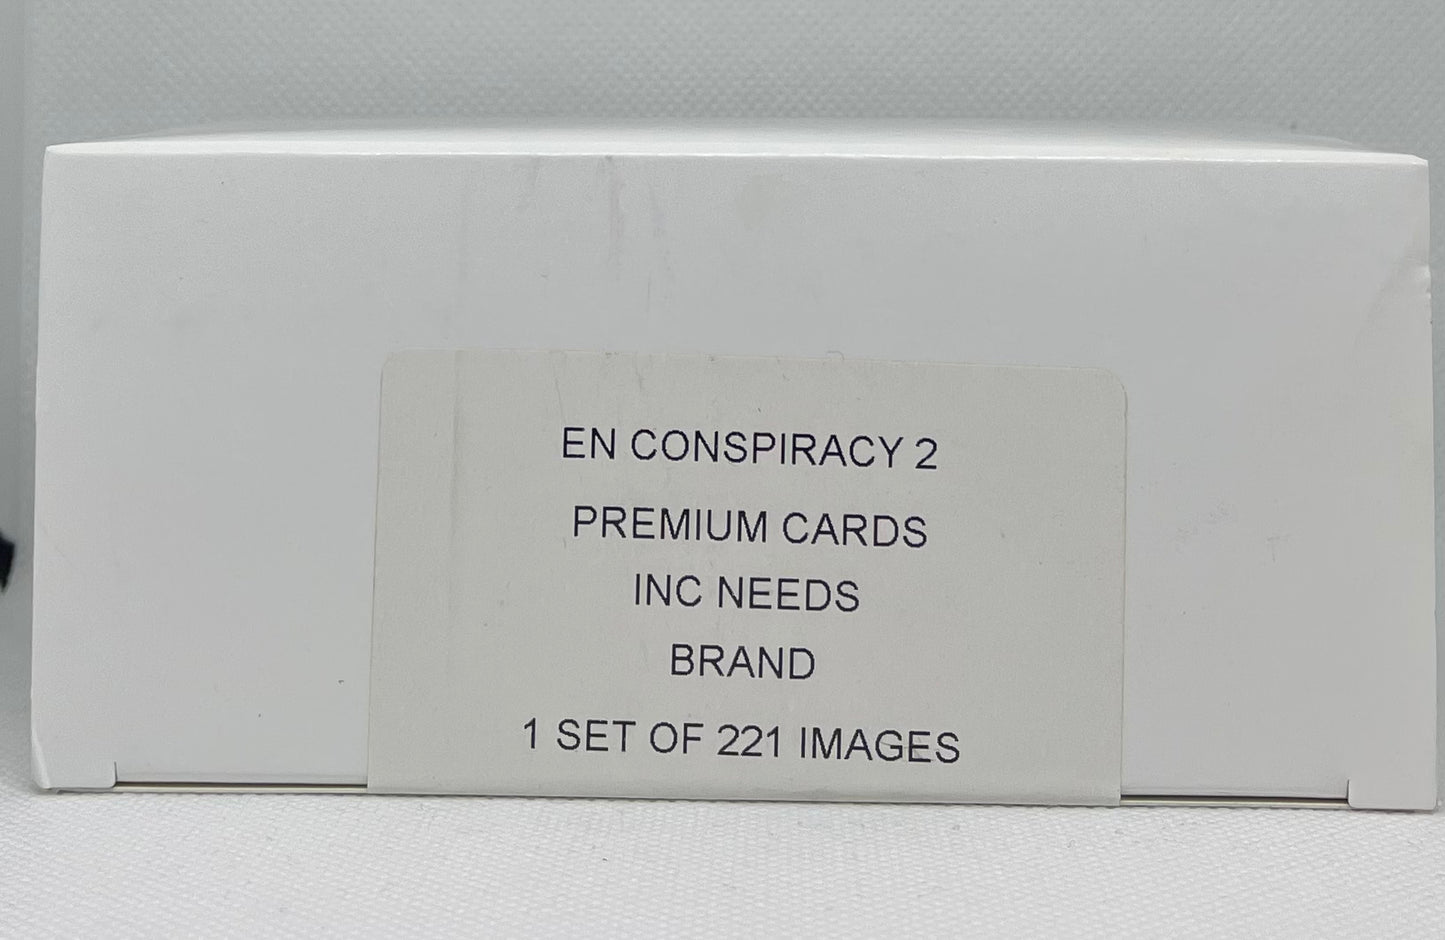 EN CONSPIRACY 2
PREMIUM CARDS
INC NEEDS
BRAND
1 SET OF 221 IMAGES